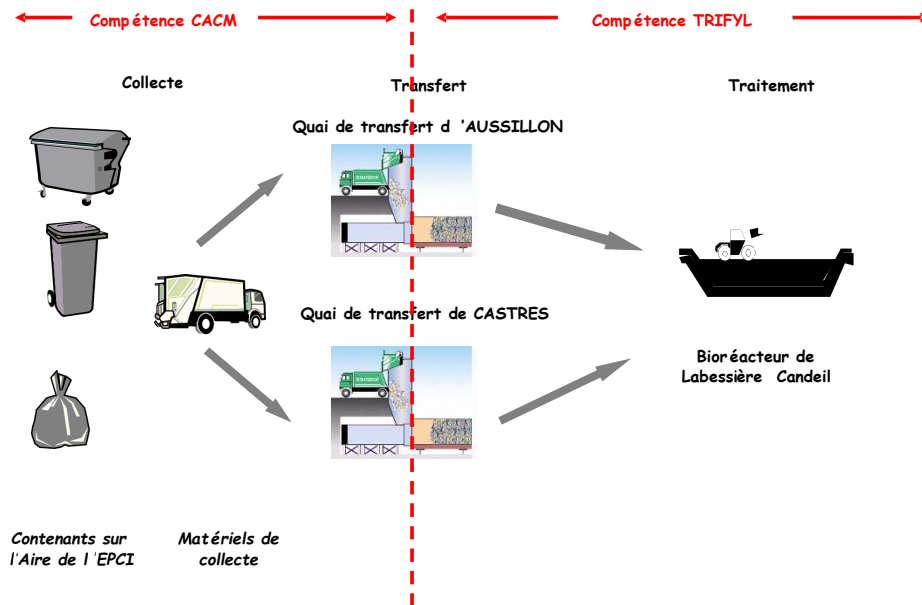 Compétence CACM
Compétence TRIFYL
Collecte
Transfert
Traitement
Quai de transfert d 'AUSSILLON
Quai de transfert de CASTRES
Bioréacteur de
Labessière Candeil
Contenants sur
l'Aire de l 'EPCI
Matériels de
collecte